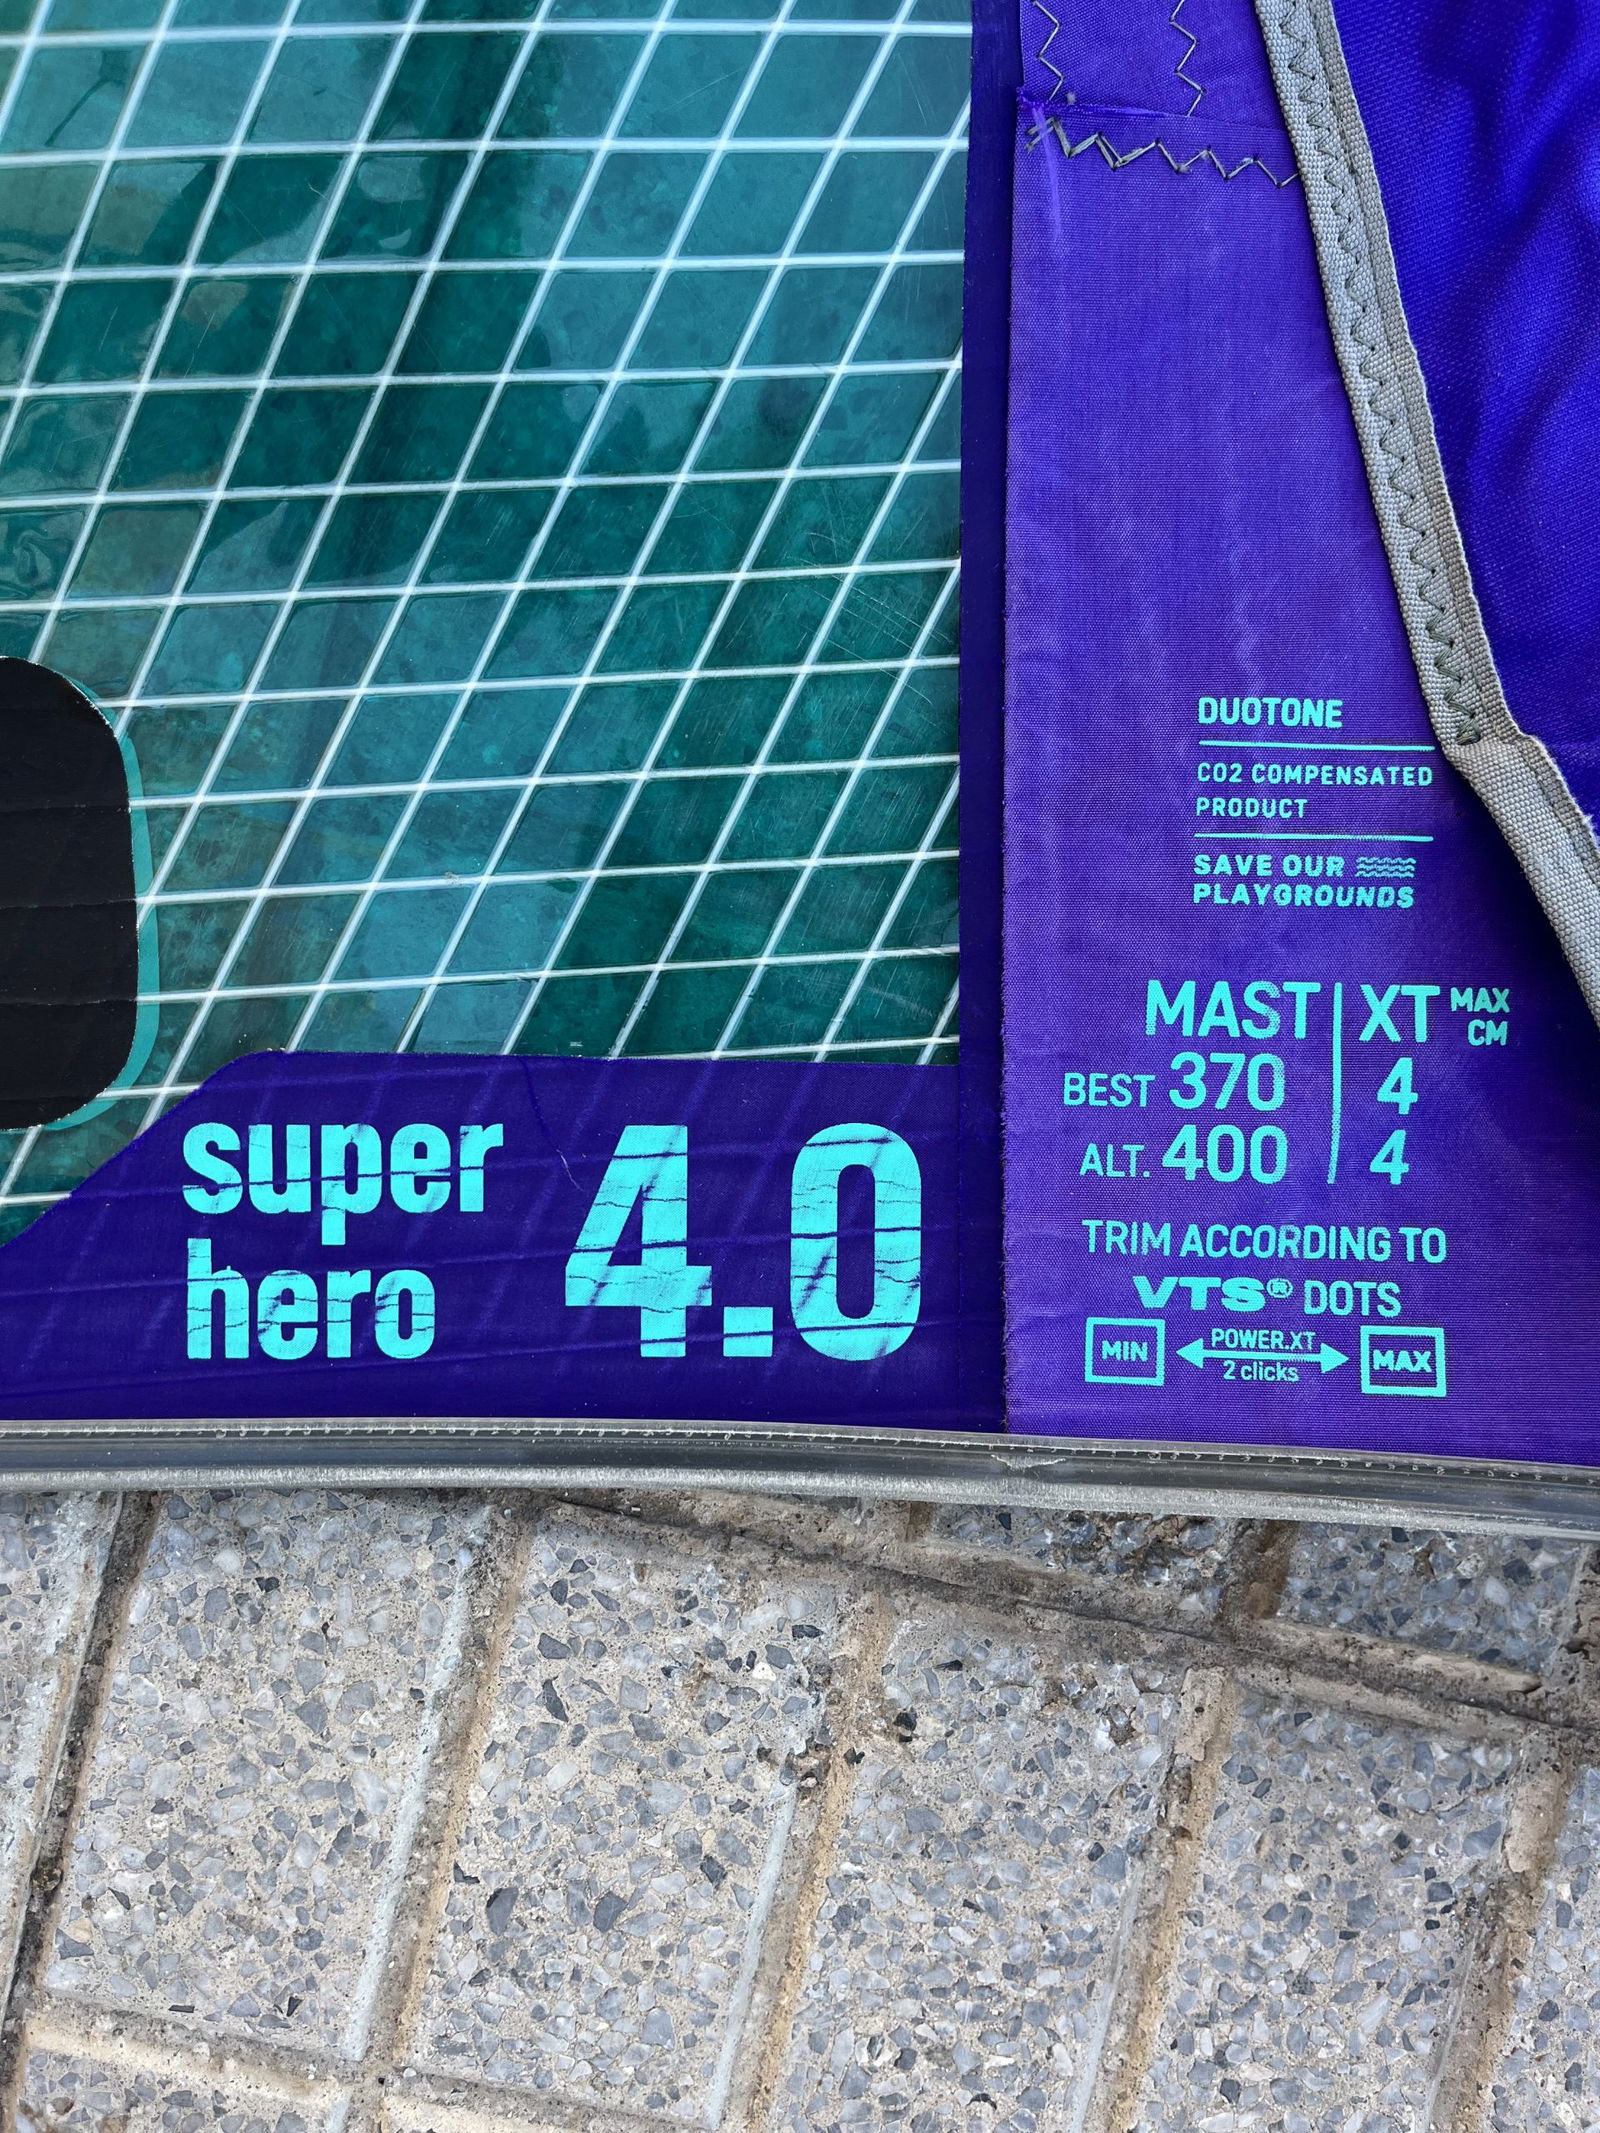 DUOTONE
CO2 COMPENSATED
PRODUCT
SAVE OUR
PLAYGROUNDS
MAST XT MAX CM
BEST 370 4
ALT. 400 4
TRIM ACCORDING TO
VTS® DOTS
MIN POWER.XT MAX
2 clicks
super
hero
4.0